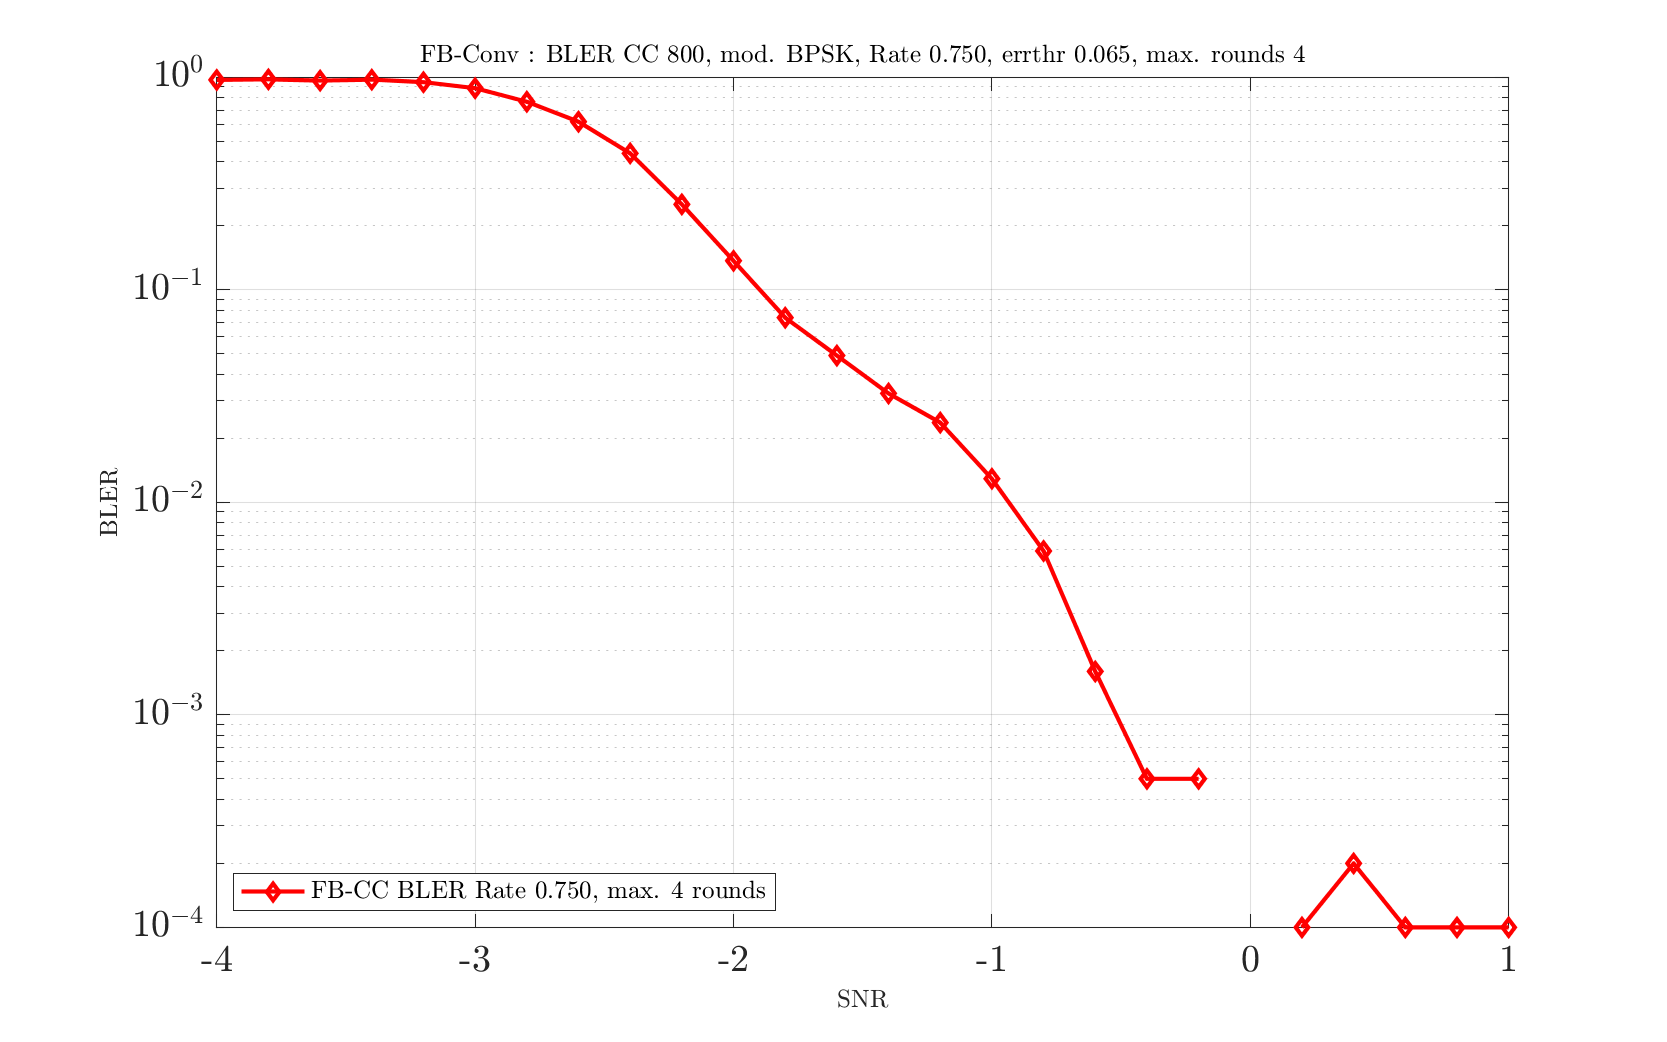 FB-Conv : BLER CC 800, mod. BPSK, Rate 0.750, errthr 0.065, max. rounds 4
10^0
10^{-1}
10^{-2}
10^{-3}
10^{-4}
BLER
FB-CC BLER Rate 0.750, max. 4 rounds
-4 -3 -2 -1 0 1
SNR